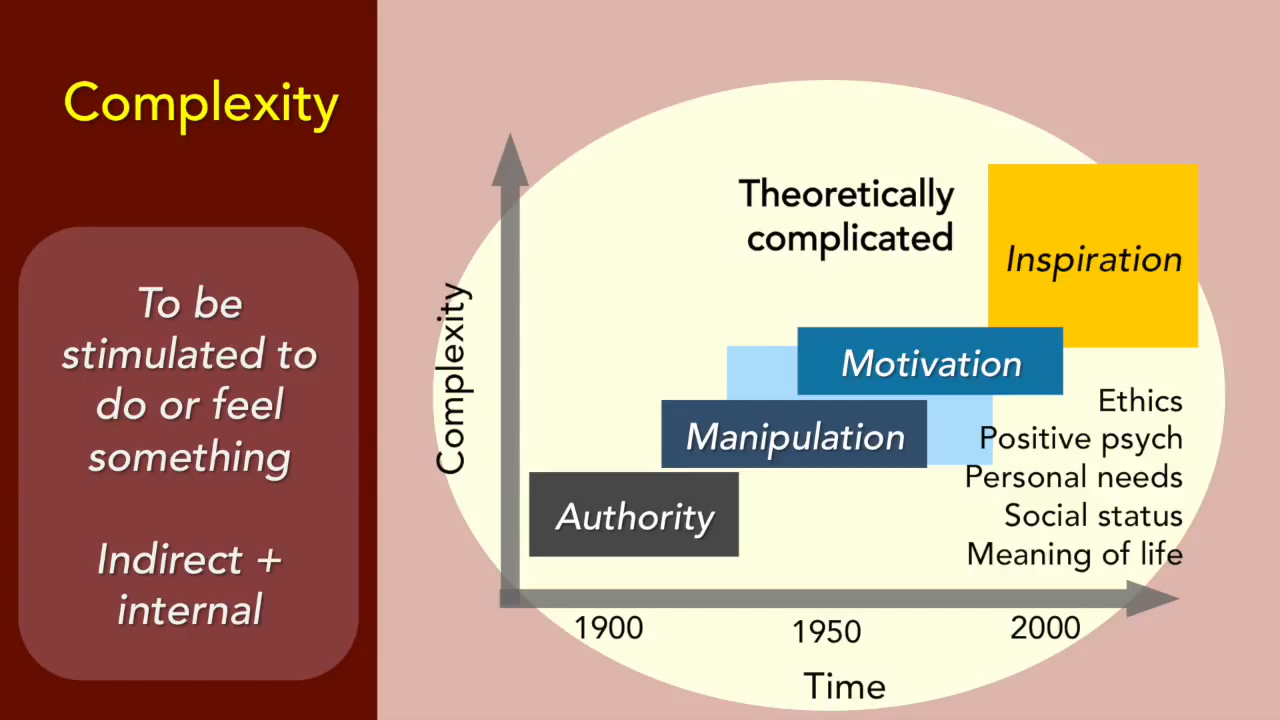 Complexity
To be
stimulated to
do or feel
something
Indirect +
internal
Complexity
Theoretically
complicated
Inspiration
Motivation
Manipulation
Authority
Ethics
Positive psych
Personal needs
Social status
Meaning of life
1900
1950
2000
Time